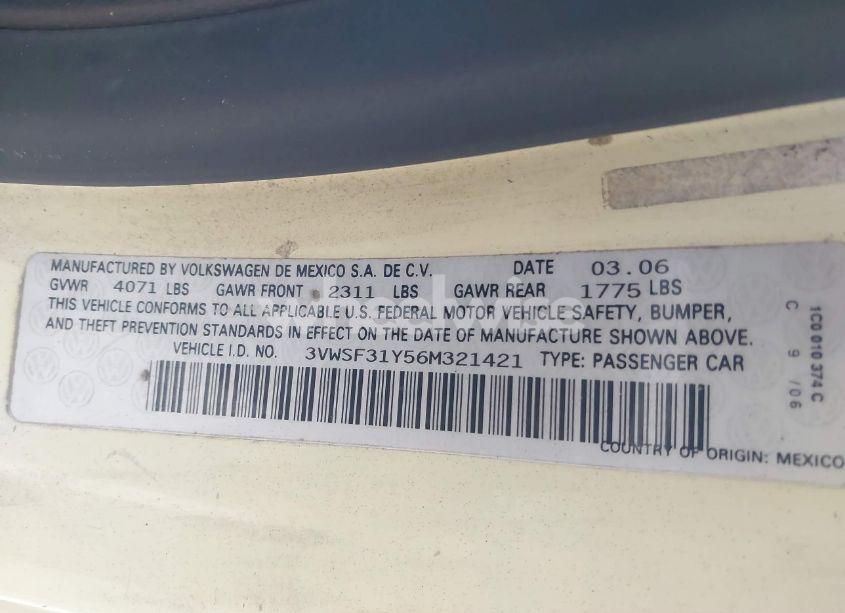 MANUFACTURED BY VOLKSWAGEN DE MEXICO S.A. DE C.V. DATE 03.06
GVWR 4071 LBS GAWR FRONT 2311 LBS GAWR REAR 1775 LBS
THIS VEHICLE CONFORMS TO ALL APPLICABLE U.S. FEDERAL MOTOR VEHICLE SAFETY, BUMPER,
AND THEFT PREVENTION STANDARDS IN EFFECT ON THE DATE OF MANUFACTURE SHOWN ABOVE.
VEHICLE I.D. NO. 3VWSF31Y56M321421 TYPE: PASSENGER CAR
COUNTRY OF ORIGIN: MEXICO
1C0 010 374 C
C 9 /06